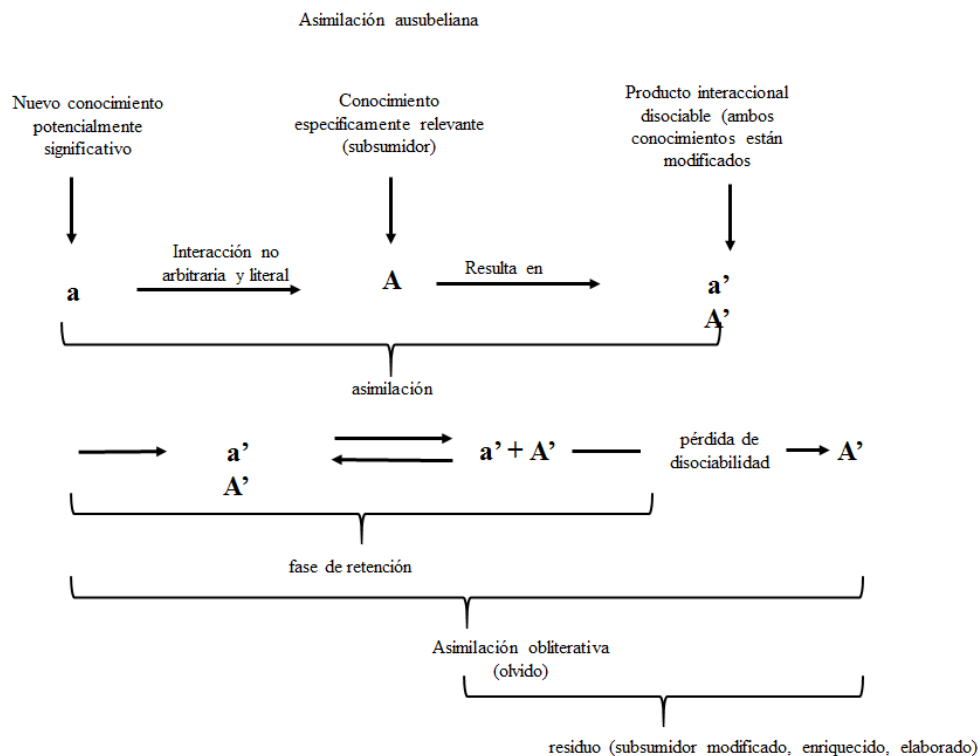 Asimilación ausubeliana
Nuevo conocimiento
potencialmente
significativo
Conocimiento
específicamente relevante
(subsumidor)
Producto interaccional
disociable (ambos
conocimientos están
modificados
a
Interacción no
arbitraria y literal
A
Resulta en
a’
A’
asimilación
a’
A’
a’ + A’
pérdida de
disociabilidad
A’
fase de retención
Asimilación obliterativa
(olvido)
residuo (subsumidor modificado, enriquecido, elaborado)